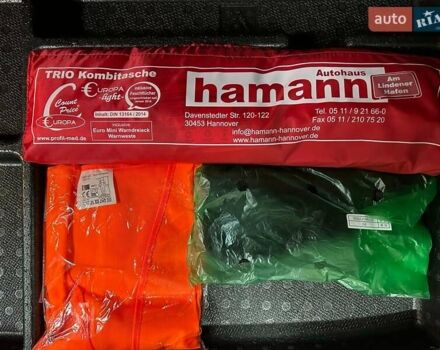 auto RIA
TRIO Kombitasche
EUROPA
-light-
Count
Price
EUROPA
www.profil-med.de
Inhalt: DIN 13164 / 2014
Euro Mini Warndreieck
Warnweste
Autohaus
hamann
Am
Lindener
Hafen
Davenstedter Str. 120-122
30453 Hannover
Tel. 05 11/9 21 66-0
Fax 05 11/210 75 20
info@hamann-hannover.de
www.hamann-hannover.de